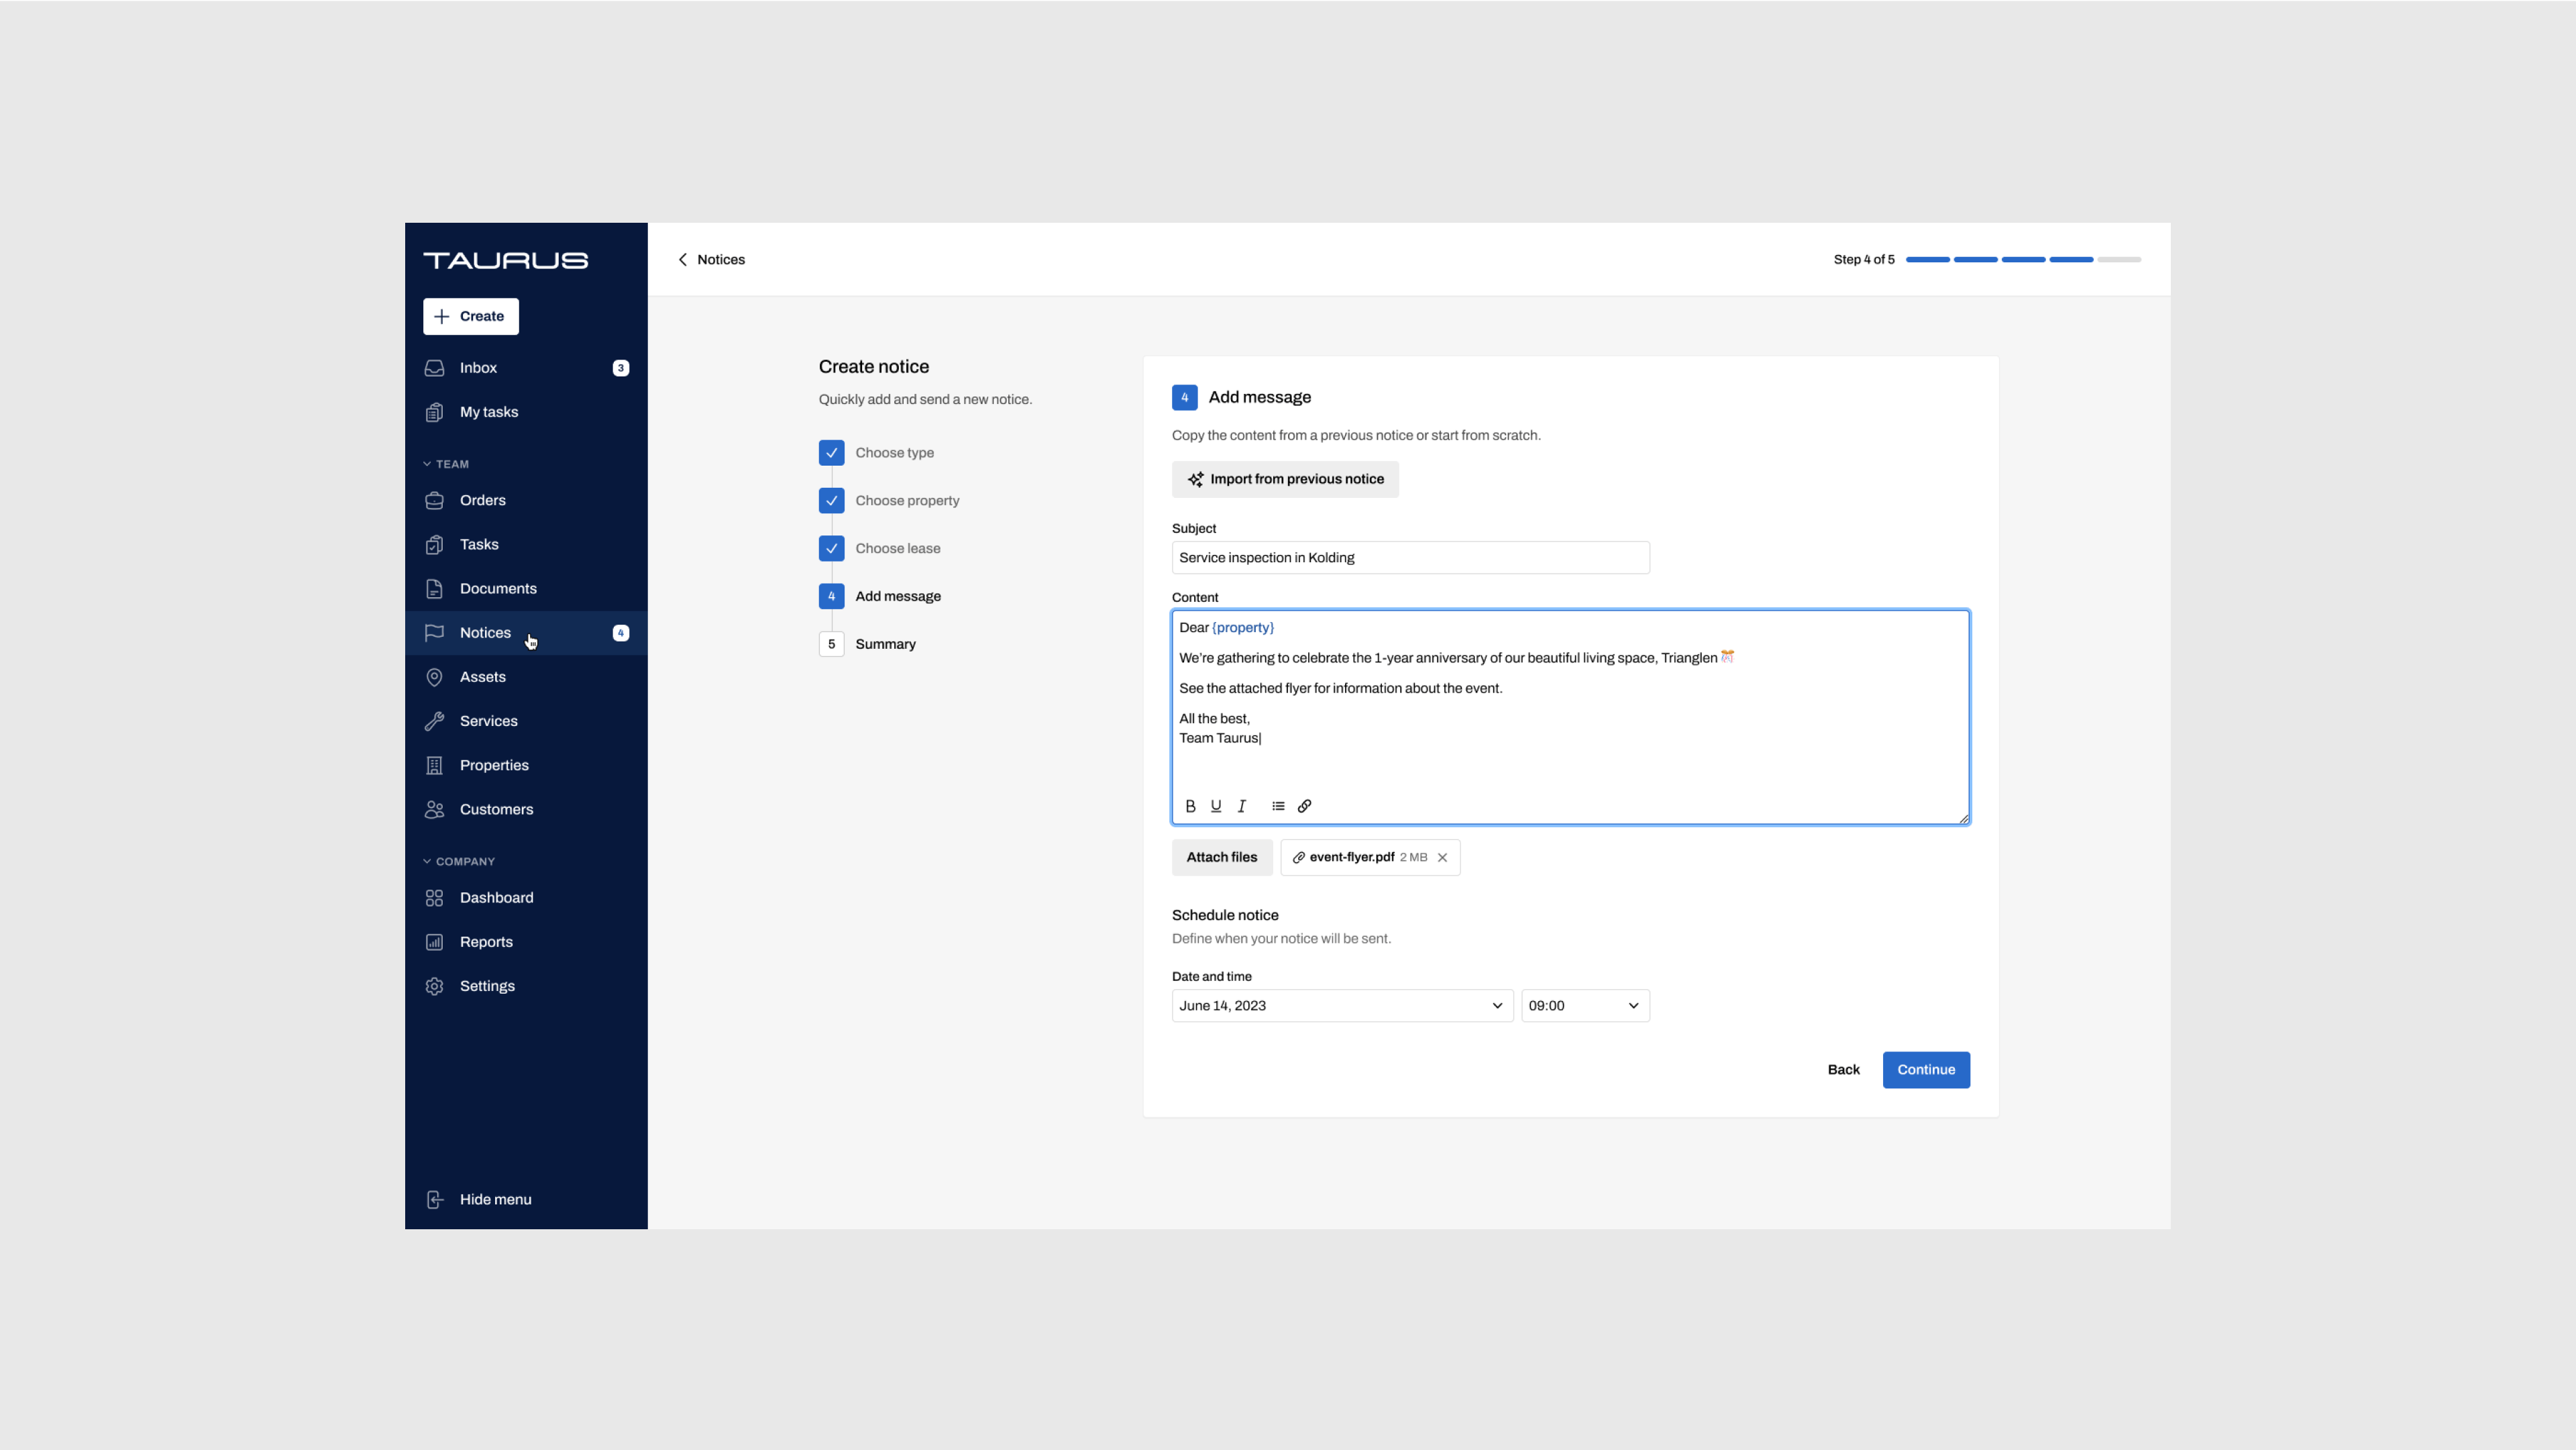 TAURUS
Create
Inbox 3
My tasks
TEAM
Orders
Tasks
Documents
Notices 4
Assets
Services
Properties
Customers
COMPANY
Dashboard
Reports
Settings
Hide menu
Notices
Step 4 of 5
Create notice
Quickly add and send a new notice.
Choose type
Choose property
Choose lease
4 Add message
5 Summary
4 Add message
Copy the content from a previous notice or start from scratch.
Import from previous notice
Subject
Service inspection in Kolding
Content
Dear {property}
We're gathering to celebrate the 1-year anniversary of our beautiful living space, Trianglen 🎊
See the attached flyer for information about the event.
All the best,
Team Taurus
B U I
Attach files event-flyer.pdf 2 MB
Schedule notice
Define when your notice will be sent.
Date and time
June 14, 2023 09:00
Back Continue